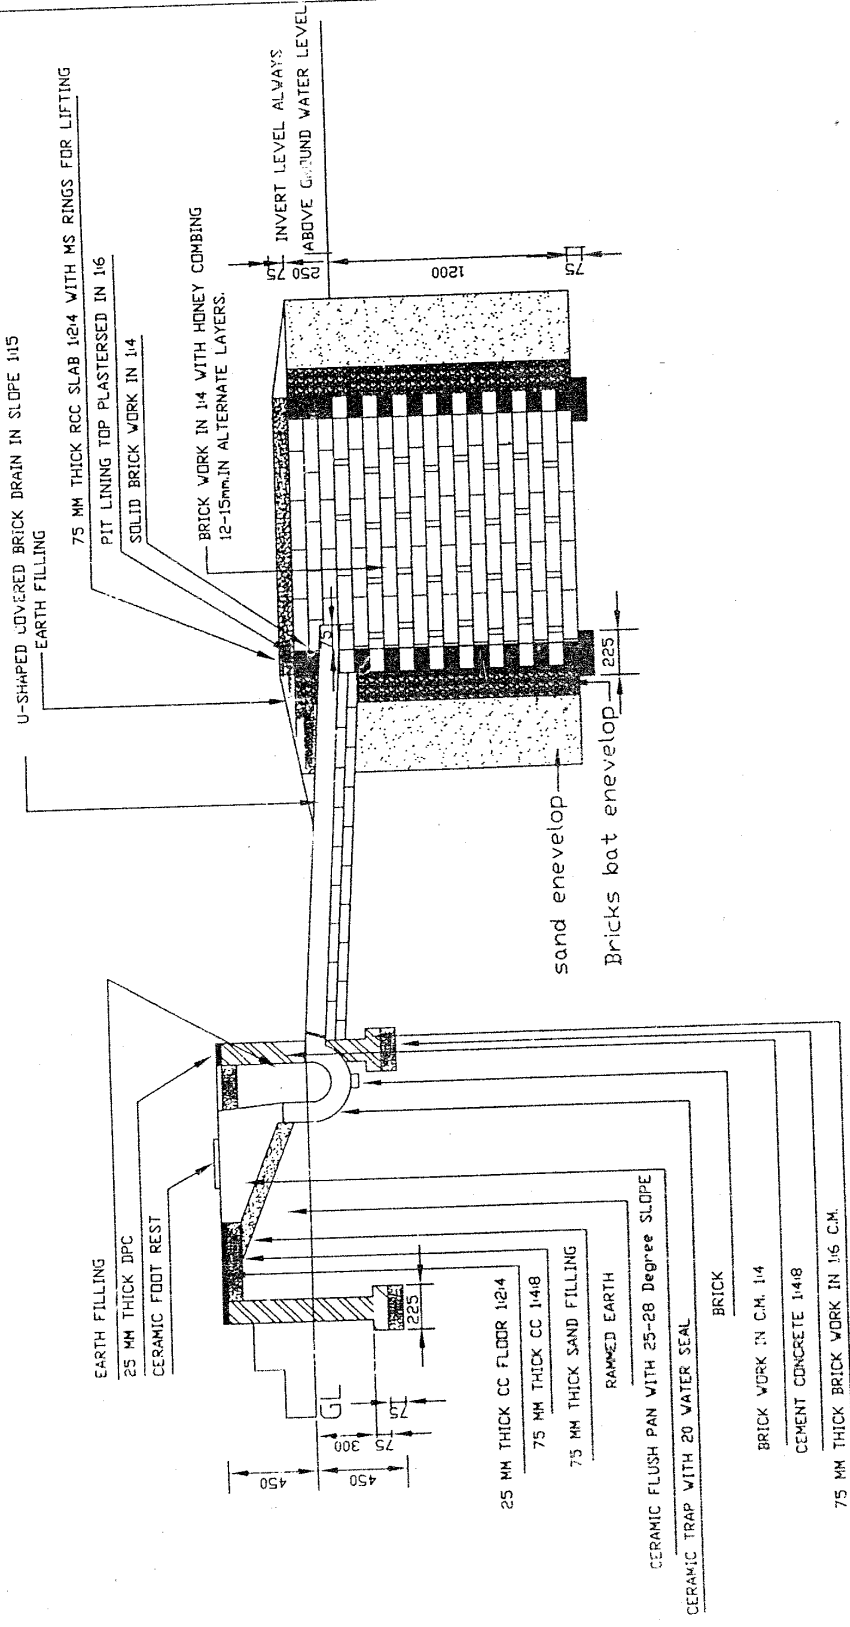 U-SHAPED COVERED BRICK DRAIN IN SLOPE 1:15
EARTH FILLING
75 MM THICK RCC SLAB 1:2:4 WITH MS RINGS FOR LIFTING
PIT LINING TOP PLASTERSED IN 1:6
SOLID BRICK WORK IN 1:4
BRICK WORK IN 1:4 WITH HONEY COMBING
12-15mm.IN ALTERNATE LAYERS.
INVERT LEVEL ALWAYS
ABOVE GROUND WATER LEVEL
75
250
1200
75
75
225
sand enevelop
Bricks bat enevelop
EARTH FILLING
25 MM THICK DPC
CERAMIC FOOT REST
GL
450
450
300
75
75
225
25 MM THICK CC FLOOR 1:2:4
75 MM THICK CC 1:4:8
75 MM THICK SAND FILLING
RAMMED EARTH
CERAMIC FLUSH PAN WITH 25-28 Degree SLOPE
CERAMIC TRAP WITH 20 WATER SEAL
BRICK
BRICK WORK IN C.M. 1:4
CEMENT CONCRETE 1:4:8
75 MM THICK BRICK WORK IN 1:6 C.M.